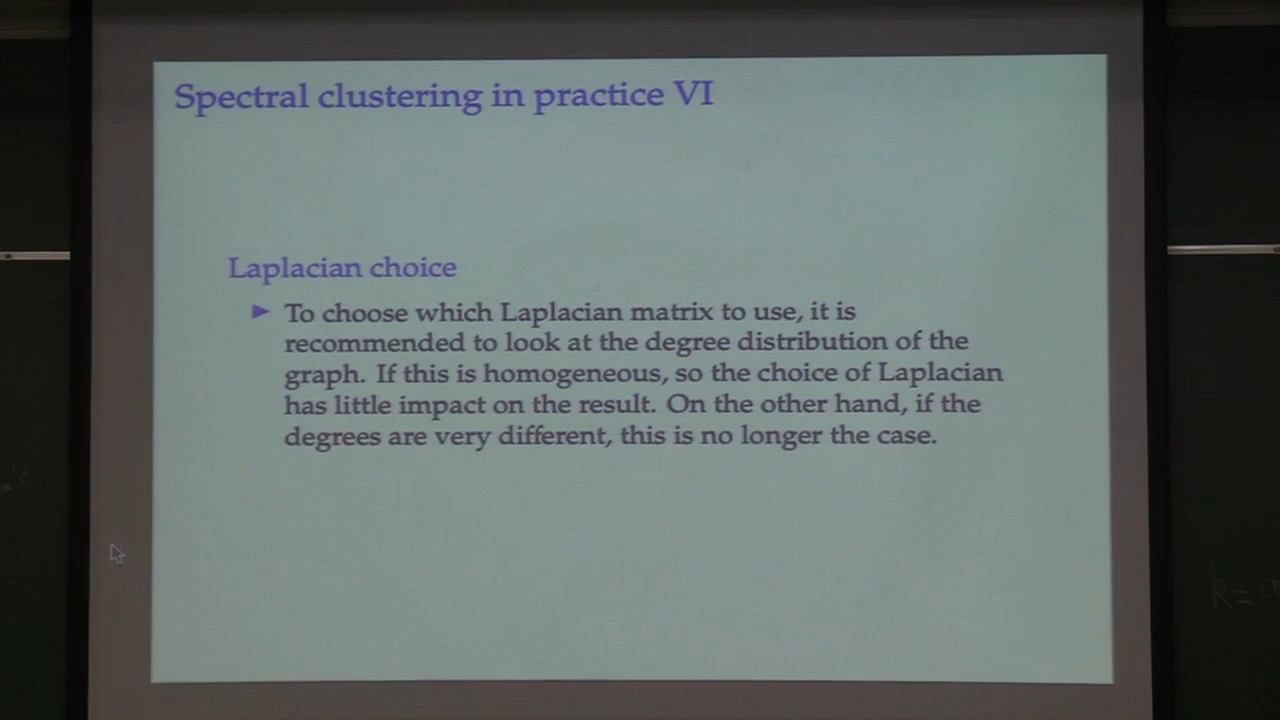 Spectral clustering in practice VI
Laplacian choice
To choose which Laplacian matrix to use, it is
recommended to look at the degree distribution of the
graph. If this is homogeneous, so the choice of Laplacian
has little impact on the result. On the other hand, if the
degrees are very different, this is no longer the case.
k=